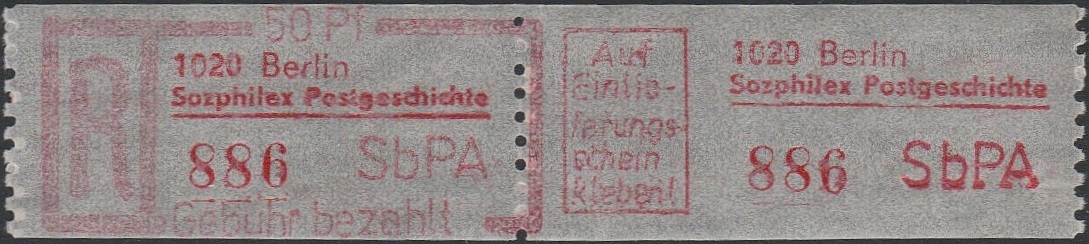 50 Pf
R
1020 Berlin
Sozphilex Postgeschichte
886 SbPA
Gebühr bezahlt
Auf
Einlie-
ferungs-
schein
kleben!
1020 Berlin
Sozphilex Postgeschichte
886 SbPA